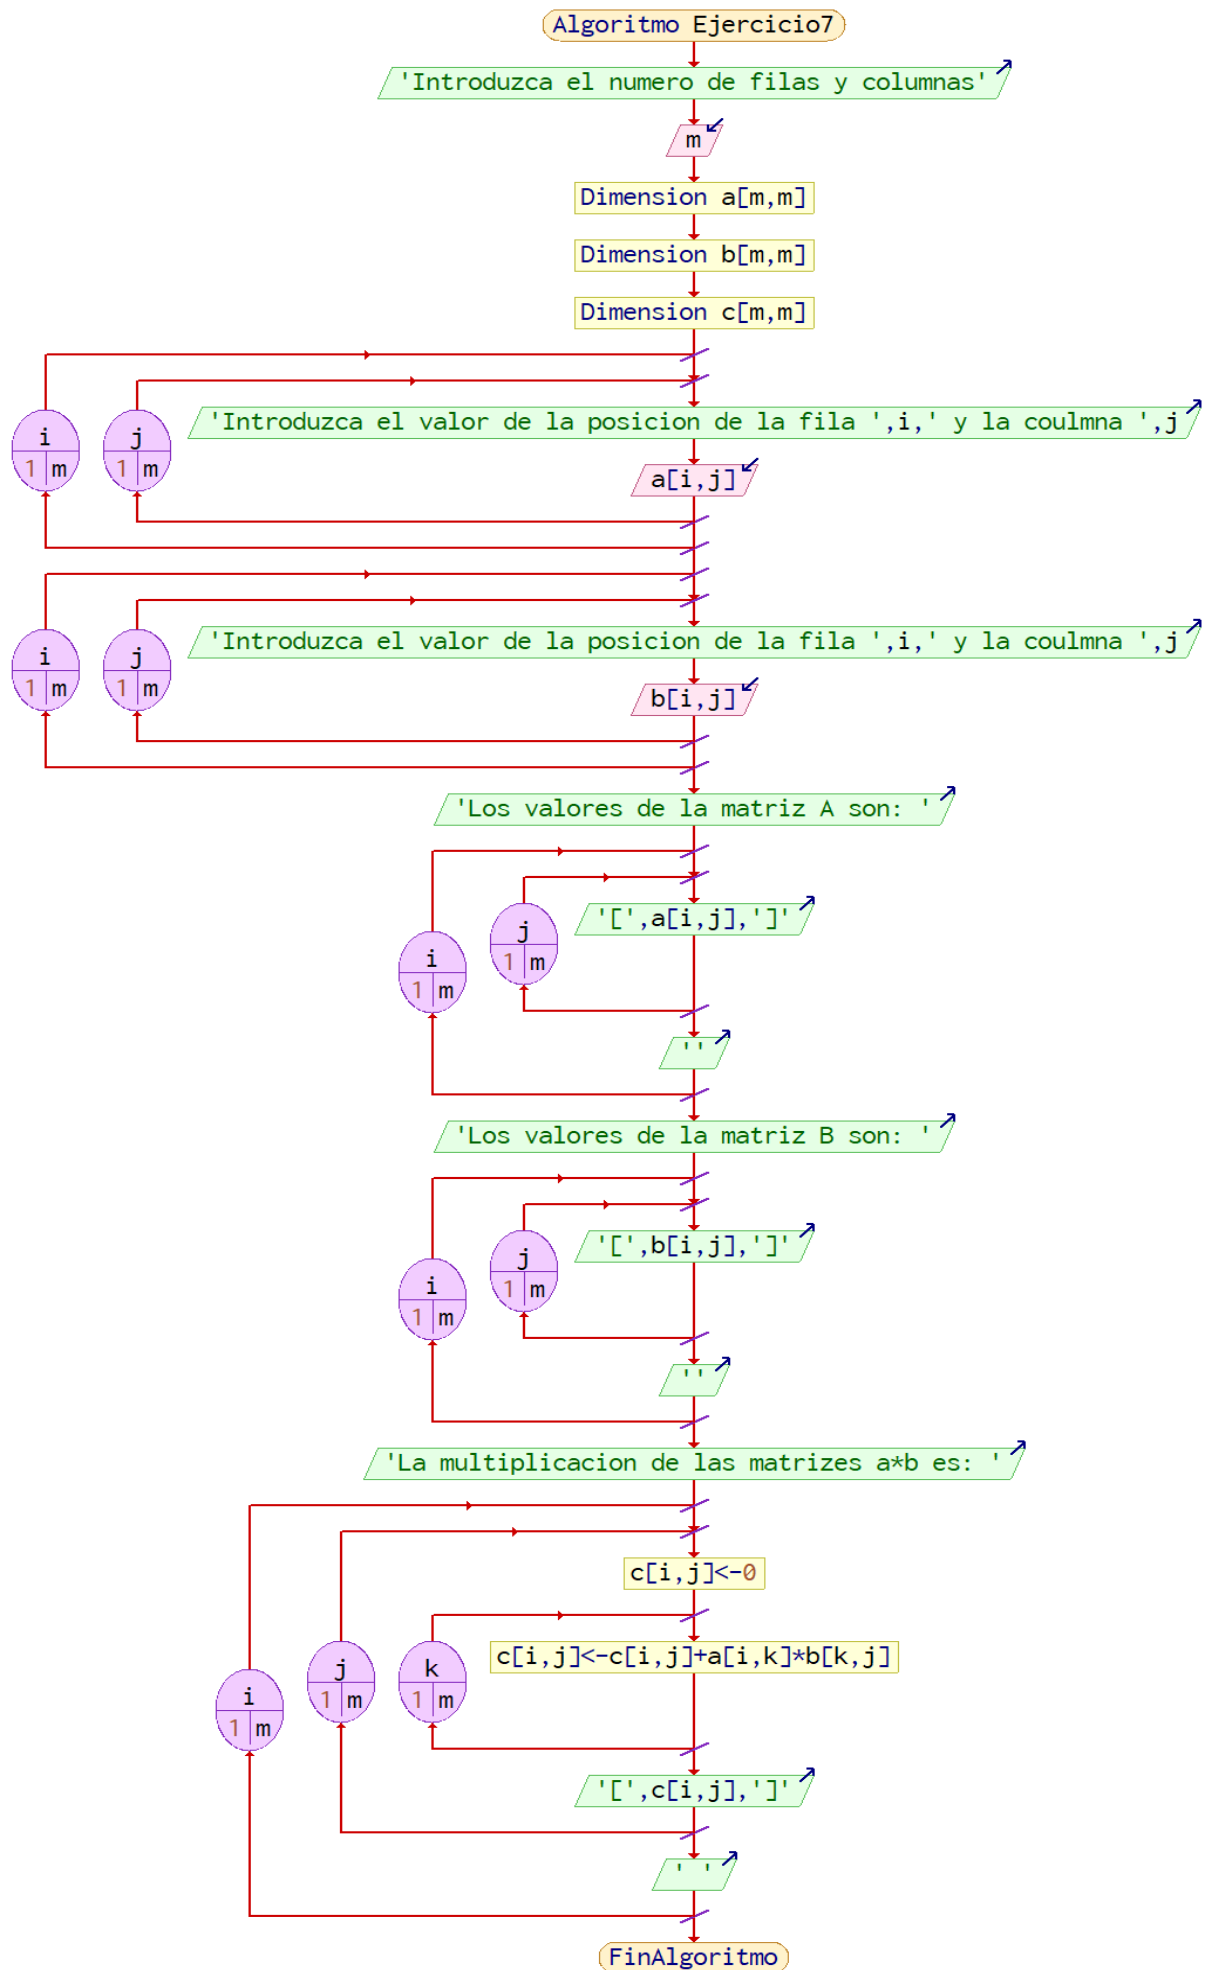 Algoritmo Ejercicio7
'Introduzca el numero de filas y columnas'
m
Dimension a[m,m]
Dimension b[m,m]
Dimension c[m,m]
'Introduzca el valor de la posicion de la fila ',i,' y la coulmna ',j
i
1 m
j
1 m
a[i,j]
'Introduzca el valor de la posicion de la fila ',i,' y la coulmna ',j
i
1 m
j
1 m
b[i,j]
'Los valores de la matriz A son: '
'[',a[i,j],']'
j
1 m
i
1 m
''
'Los valores de la matriz B son: '
'[',b[i,j],']'
j
1 m
i
1 m
''
'La multiplicacion de las matrizes a*b es: '
c[i,j]<-0
c[i,j]<-c[i,j]+a[i,k]*b[k,j]
j
1 m
k
1 m
i
1 m
'[',c[i,j],']'
' '
FinAlgoritmo